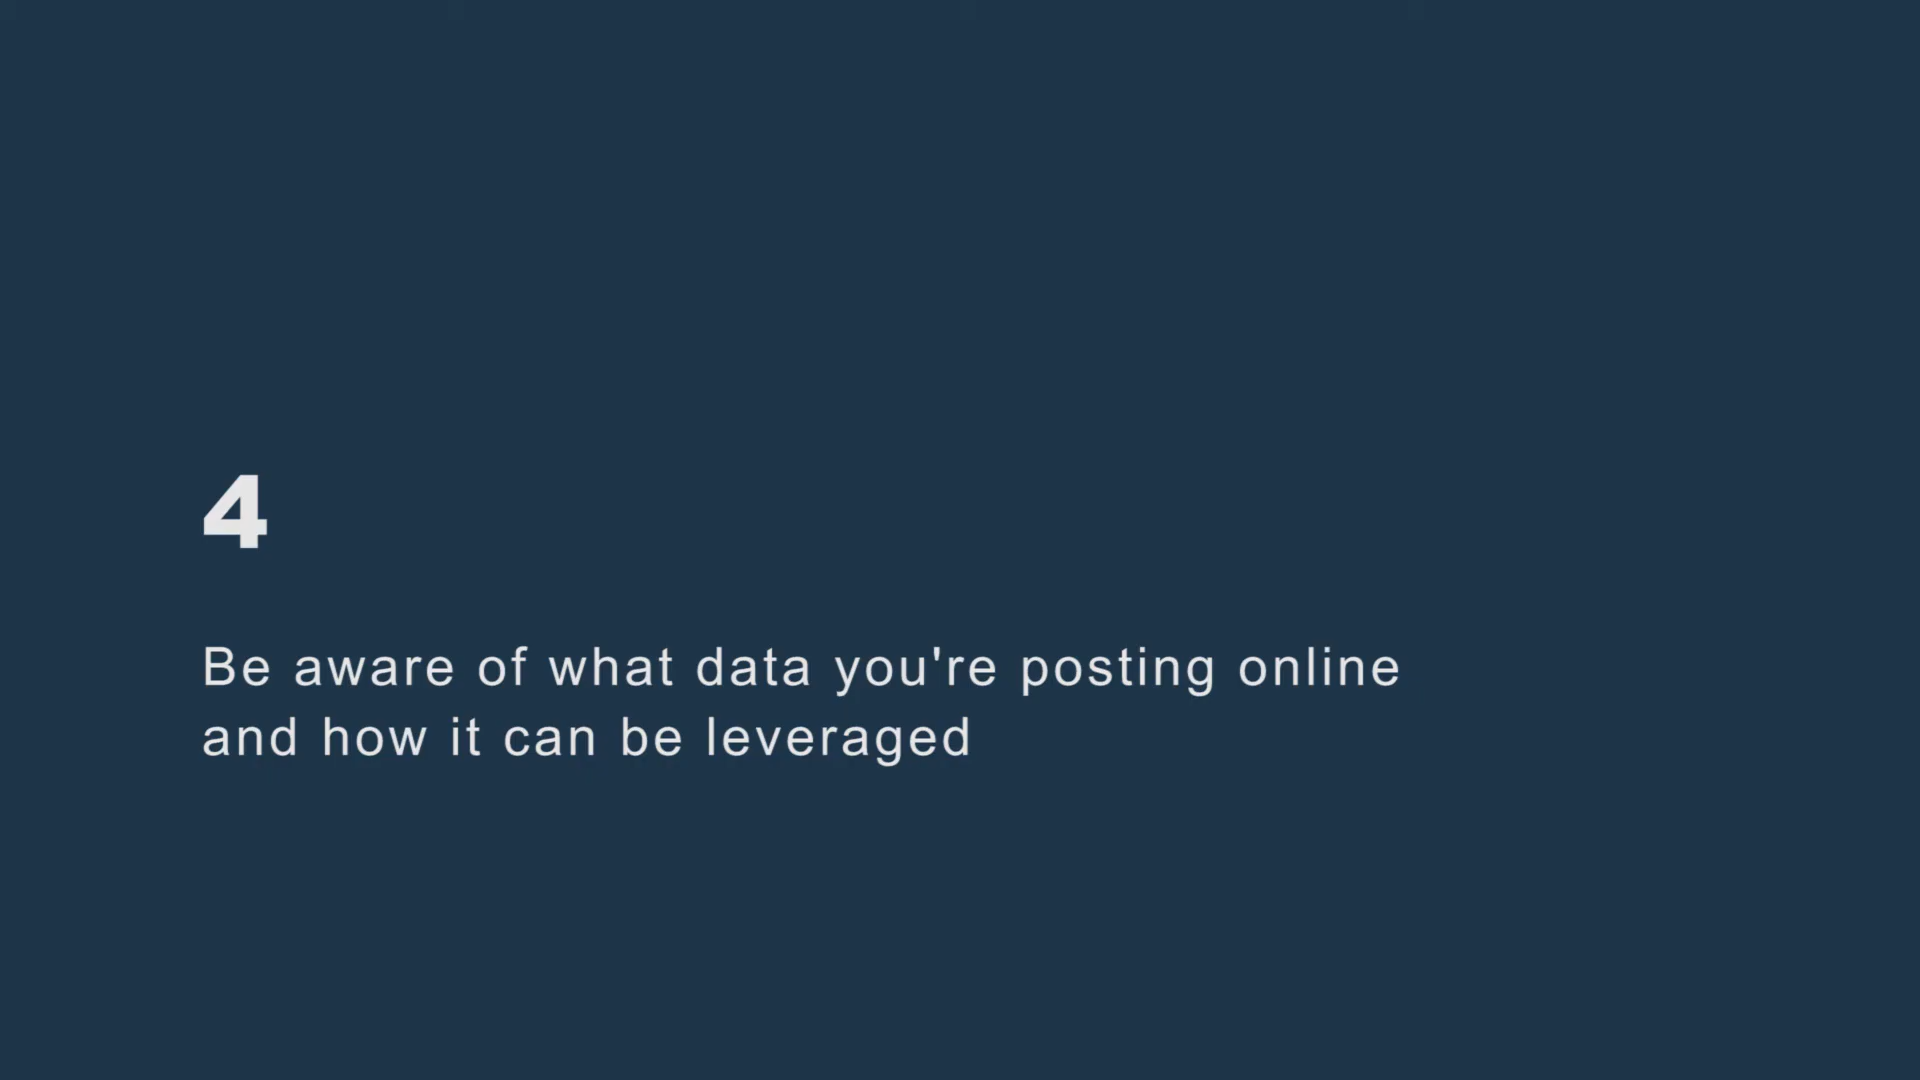 4
Be aware of what data you're posting online
and how it can be leveraged